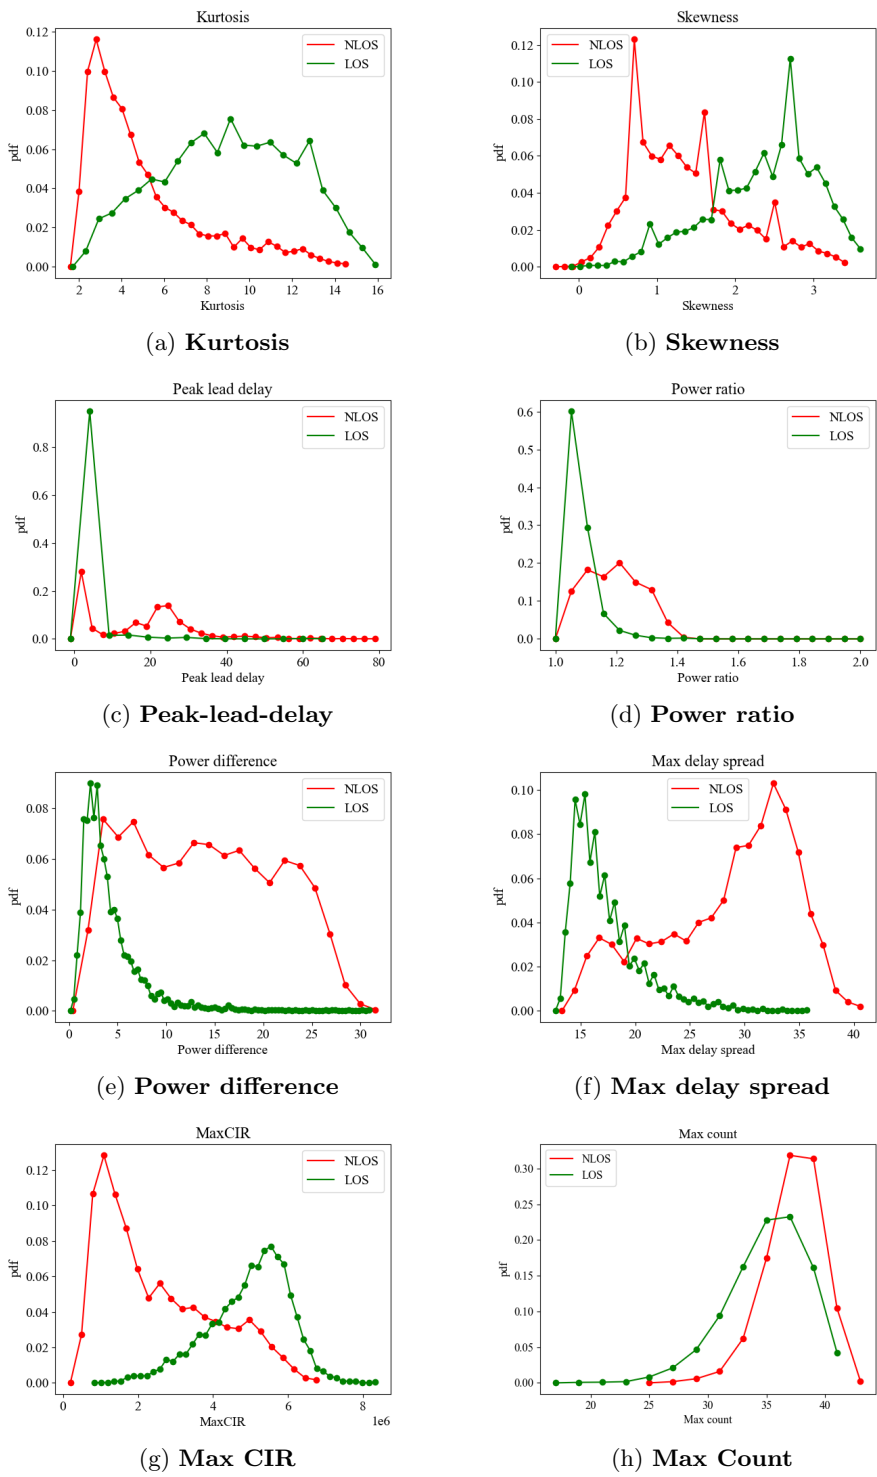 Kurtosis
0.12
0.10
0.08
0.06
0.04
0.02
0.00
pdf
NLOS
LOS
2 4 6 8 10 12 14 16
Kurtosis
(a) Kurtosis
Skewness
0.12
0.10
0.08
0.06
0.04
0.02
0.00
pdf
NLOS
LOS
0 1 2 3
Skewness
(b) Skewness
Peak lead delay
0.8
0.6
0.4
0.2
0.0
pdf
NLOS
LOS
0 20 40 60 80
Peak lead delay
(c) Peak-lead-delay
Power ratio
0.6
0.5
0.4
0.3
0.2
0.1
0.0
pdf
NLOS
LOS
1.0 1.2 1.4 1.6 1.8 2.0
Power ratio
(d) Power ratio
Power difference
0.08
0.06
0.04
0.02
0.00
pdf
NLOS
LOS
0 5 10 15 20 25 30
Power difference
(e) Power difference
Max delay spread
0.10
0.08
0.06
0.04
0.02
0.00
pdf
NLOS
LOS
15 20 25 30 35 40
Max delay spread
(f) Max delay spread
MaxCIR
0.12
0.10
0.08
0.06
0.04
0.02
0.00
pdf
NLOS
LOS
0 2 4 6 8
1e6
MaxCIR
(g) Max CIR
Max count
0.30
0.25
0.20
0.15
0.10
0.05
0.00
pdf
NLOS
LOS
20 25 30 35 40
Max count
(h) Max Count